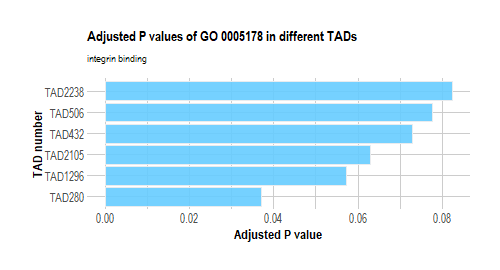 Adjusted P values of GO 0005178 in different TADs
integrin binding
TAD number
TAD2238
TAD506
TAD432
TAD2105
TAD1296
TAD280
0.00 0.02 0.04 0.06 0.08
Adjusted P value